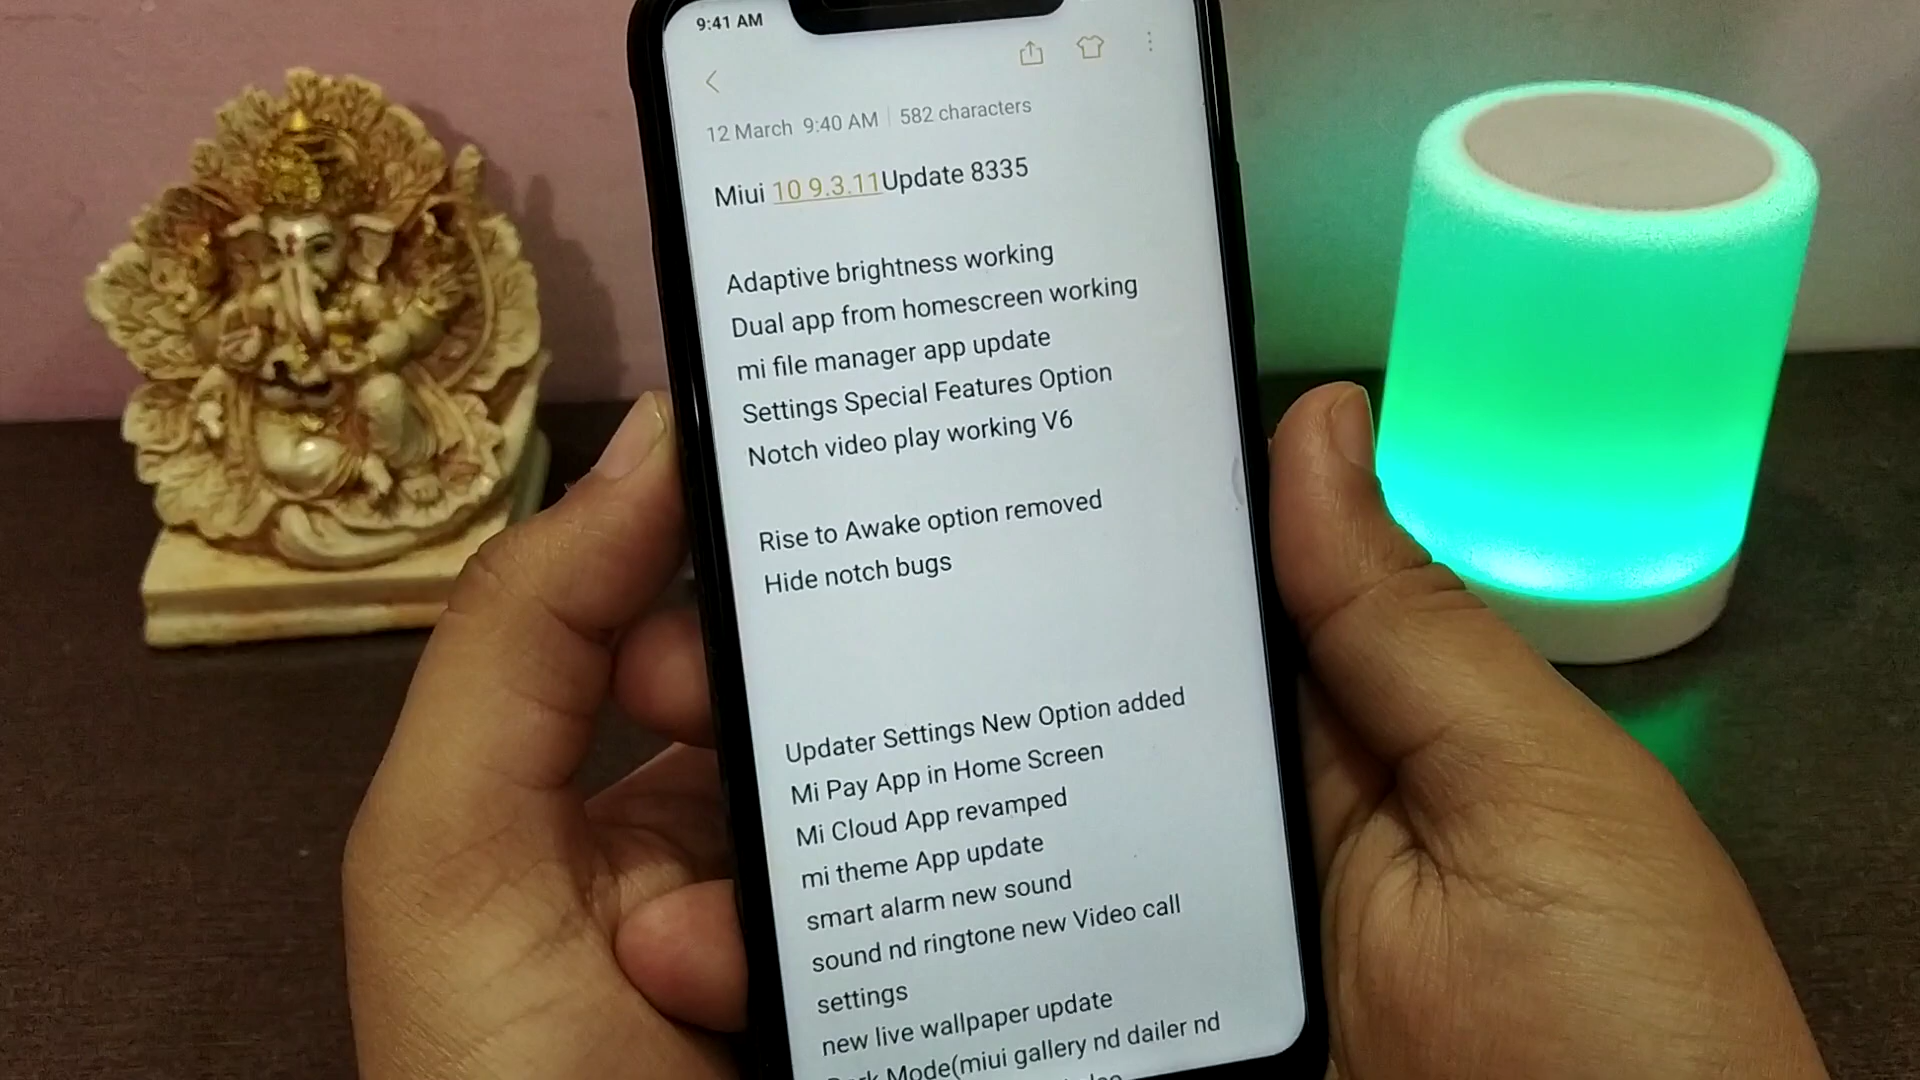 9:41 AM
12 March 9:40 AM | 582 characters
Miui 10 9.3.11Update 8335
Adaptive brightness working
Dual app from homescreen working
mi file manager app update
Settings Special Features Option
Notch video play working V6
Rise to Awake option removed
Hide notch bugs
Updater Settings New Option added
Mi Pay App in Home Screen
Mi Cloud App revamped
mi theme App update
smart alarm new sound
sound nd ringtone new Video call
settings
new live wallpaper update
Dark Mode(miui gallery nd dailer nd